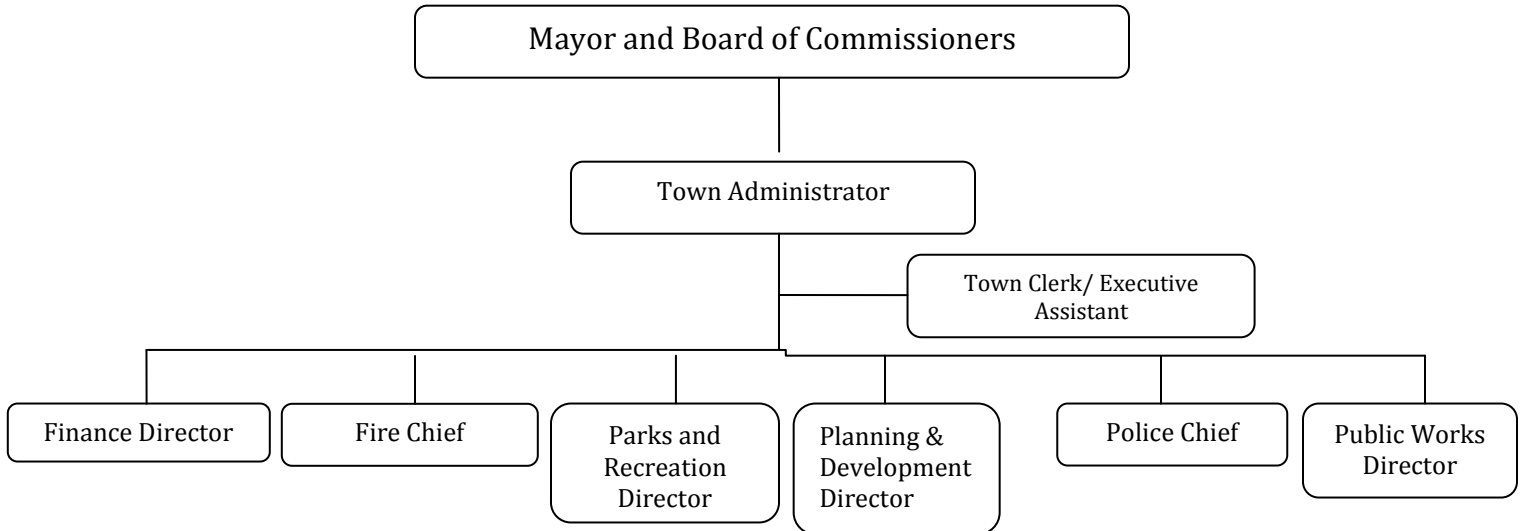 Mayor and Board of Commissioners
Town Administrator
Town Clerk/ Executive
Assistant
Finance Director
Fire Chief
Parks and
Recreation
Director
Planning &
Development
Director
Police Chief
Public Works
Director